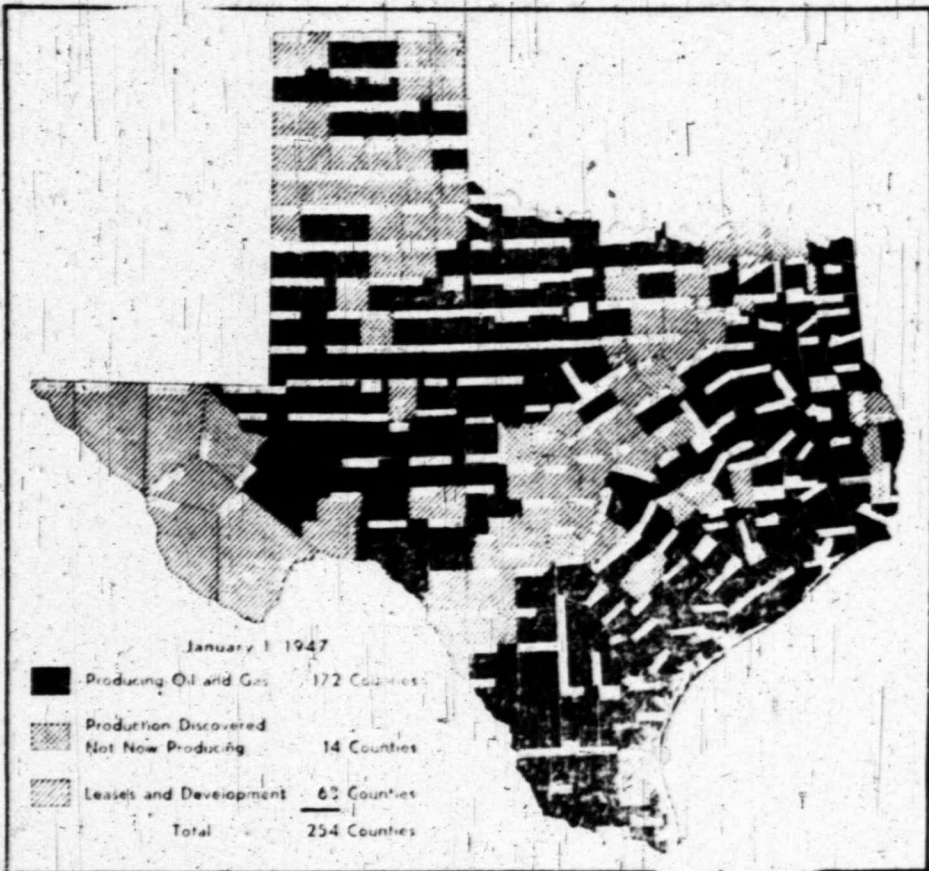 January 1 1947
Producing Oil and Gas 172 Counties
Production Discovered
Not Now Producing 14 Counties
Leases and Development 68 Counties
Total 254 Counties